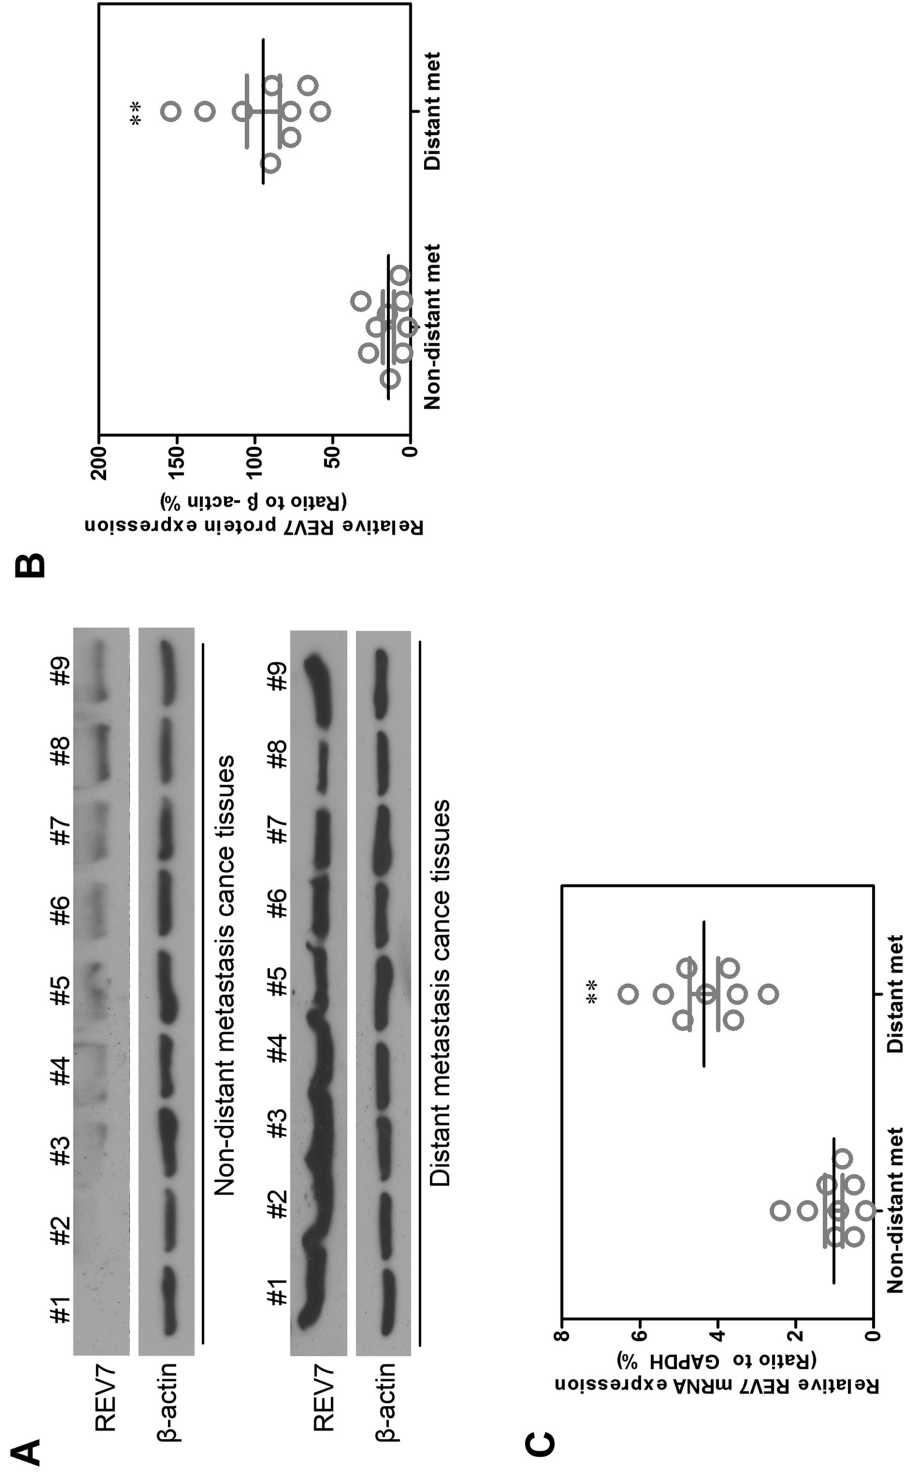 A
#1 #2 #3 #4 #5 #6 #7 #8 #9
REV7
β-actin
Non-distant metastasis cance tissues
#1 #2 #3 #4 #5 #6 #7 #8 #9
REV7
β-actin
Distant metastasis cance tissues
B
Relative REV7 protein expression
(Ratio to β -actin %)
200
150
100
50
0
**
Non-distant met
Distant met
C
Relative REV7 mRNA expression
(Ratio to GAPDH %)
8
6
4
2
0
**
Non-distant met
Distant met